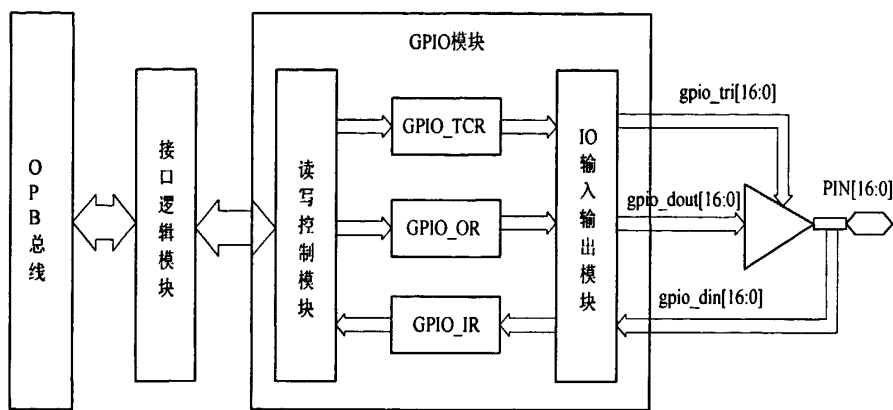 GPIO模块
OPB总线
接口逻辑模块
读写控制模块
GPIO_TCR
GPIO_OR
GPIO_IR
IO输入输出模块
gpio_tri[16:0]
gpio_dout[16:0]
gpio_din[16:0]
PIN[16:0]